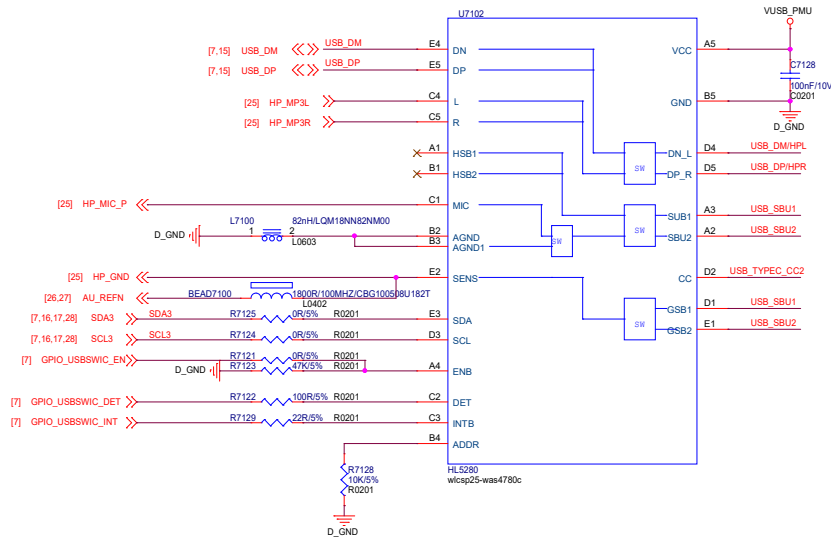 U7102
VUSB_PMU
[7,15] USB_DM USB_DM E4 DN VCC A5
[7,15] USB_DP USB_DP E5 DP
C7128
100nF/10V
C0201
[25] HP_MP3L C4 L GND B5
[25] HP_MP3R C5 R
D_GND
A1 HSB1 DN_L D4 USB_DM/HPL
B1 HSB2 SW DP_R D5 USB_DP/HPR
[25] HP_MIC_P C1 MIC SUB1 A3 USB_SBU1
L7100 82nH/LQM18NN82NM00
D_GND 1 2 B2 AGND SW SW SBU2 A2 USB_SBU2
L0603 B3 AGND1
[25] HP_GND E2 SENS CC D2 USB_TYPEC_CC2
[26,27] AU_REFN BEAD7100 1800R/100MHZ/CBG100508U182T
L0402
GSB1 D1 USB_SBU1
[7,16,17,28] SDA3 SDA3 R7125 0R/5% R0201 E3 SDA
SW GSB2 E1 USB_SBU2
[7,16,17,28] SCL3 SCL3 R7124 0R/5% R0201 D3 SCL
[7] GPIO_USBSWIC_EN R7121 0R/5% R0201
D_GND R7123 47K/5% R0201 A4 ENB
[7] GPIO_USBSWIC_DET R7122 100R/5% R0201 C2 DET
[7] GPIO_USBSWIC_INT R7129 22R/5% R0201 C3 INTB
B4 ADDR
R7128
10K/5%
R0201
HL5280
wlcsp25-was4780c
D_GND